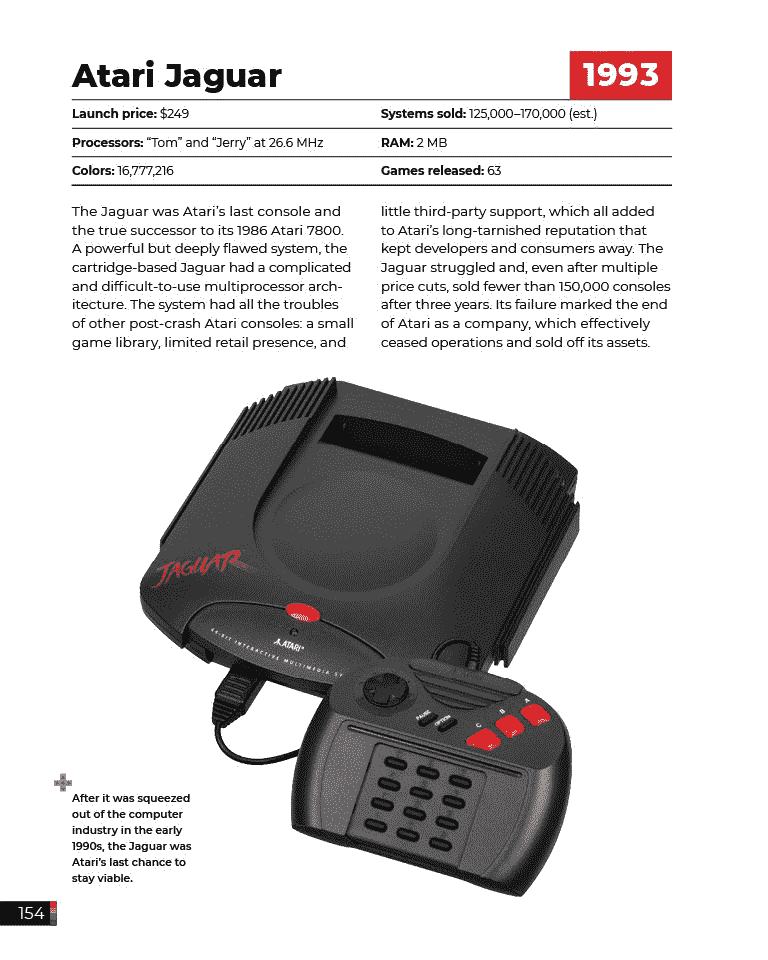 Atari Jaguar
1993
Launch price: $249
Systems sold: 125,000–170,000 (est.)
Processors: “Tom” and “Jerry” at 26.6 MHz
RAM: 2 MB
Colors: 16,777,216
Games released: 63
The Jaguar was Atari’s last console and
the true successor to its 1986 Atari 7800.
A powerful but deeply flawed system, the
cartridge-based Jaguar had a complicated
and difficult-to-use multiprocessor arch-
itecture. The system had all the troubles
of other post-crash Atari consoles: a small
game library, limited retail presence, and
little third-party support, which all added
to Atari’s long-tarnished reputation that
kept developers and consumers away. The
Jaguar struggled and, even after multiple
price cuts, sold fewer than 150,000 consoles
after three years. Its failure marked the end
of Atari as a company, which effectively
ceased operations and sold off its assets.
JAGUAR
ATARI
64-BIT INTERACTIVE MULTIMEDIA SY
PAUSE
OPTION
C
B
A
After it was squeezed
out of the computer
industry in the early
1990s, the Jaguar was
Atari’s last chance to
stay viable.
154